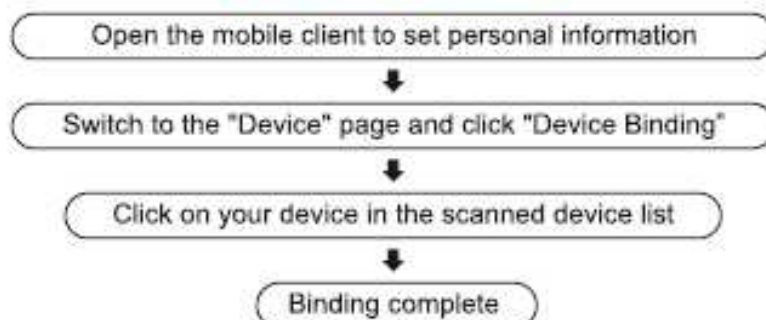 Open the mobile client to set personal information
Switch to the "Device" page and click "Device Binding"
Click on your device in the scanned device list
Binding complete